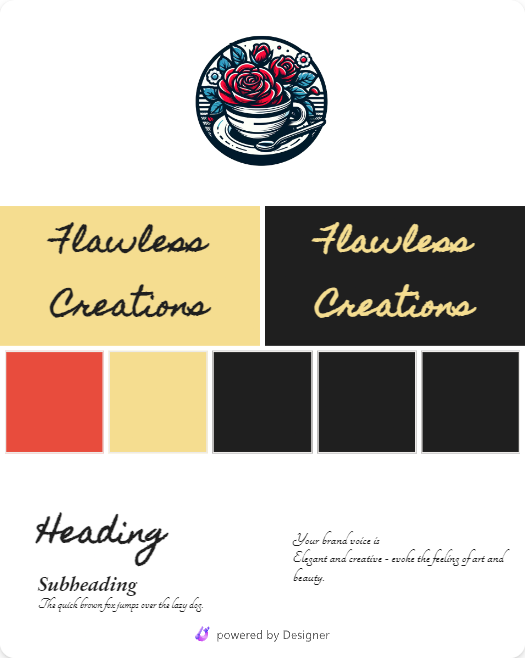 Flawless
Creations
Flawless
Creations
Heading
Subheading
The quick brown fox jumps over the lazy dog.
Your brand voice is
Elegant and creative - evoke the feeling of art and
beauty.
powered by Designer